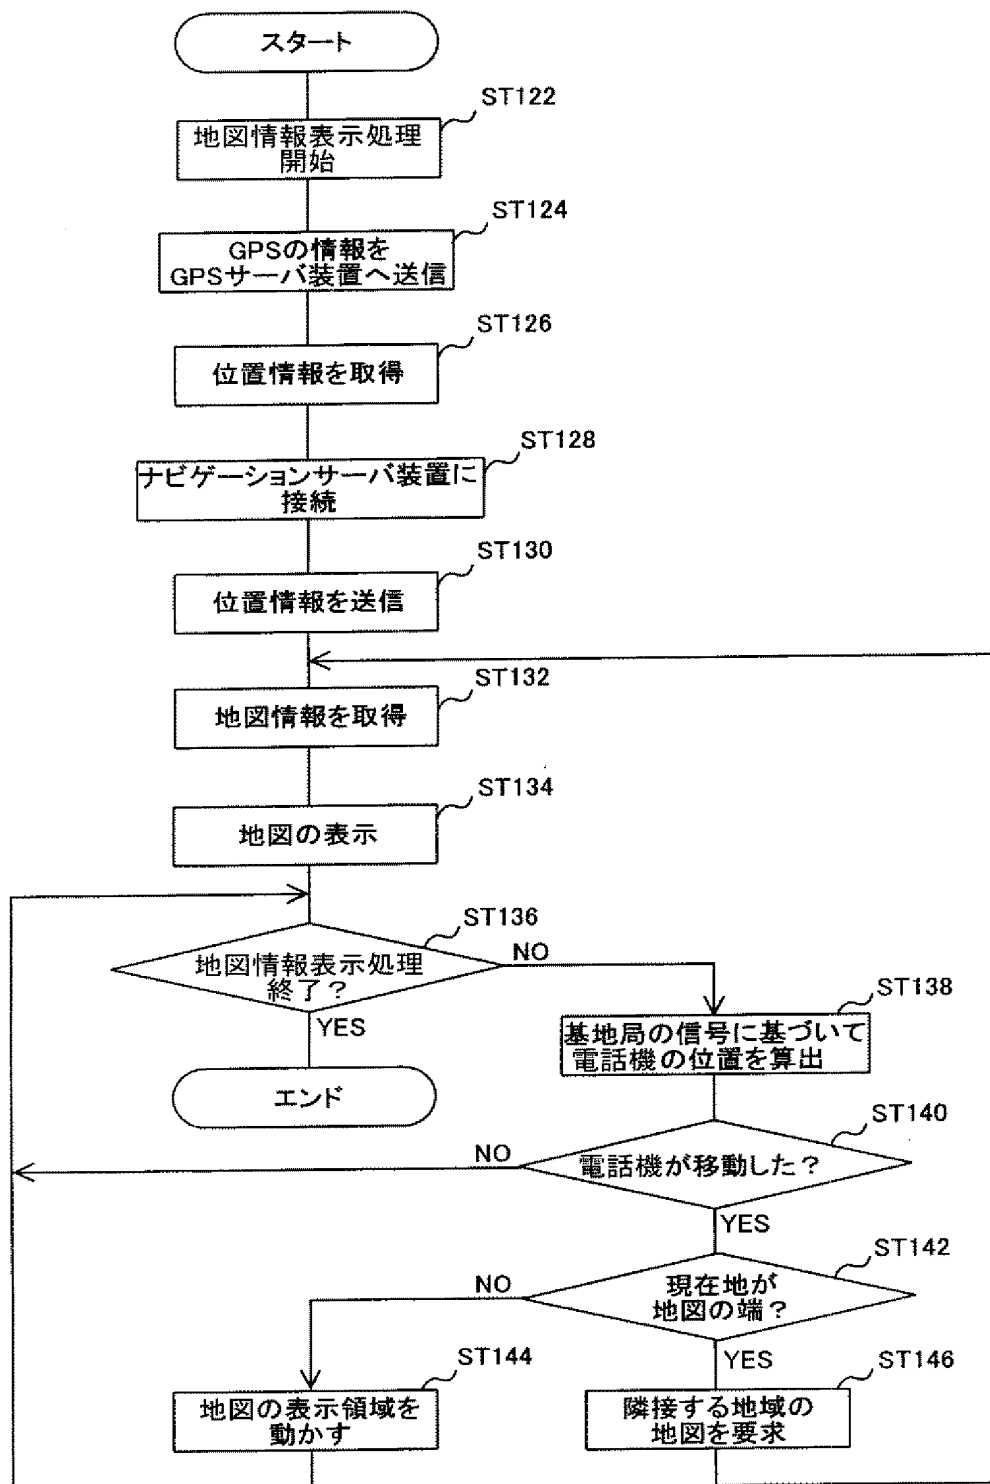 スタート
ST122
地図情報表示処理
開始
ST124
GPSの情報を
GPSサーバ装置へ送信
ST126
位置情報を取得
ST128
ナビゲーションサーバ装置に
接続
ST130
位置情報を送信
ST132
地図情報を取得
ST134
地図の表示
ST136
地図情報表示処理
終了？
NO
YES
エンド
ST138
基地局の信号に基づいて
電話機の位置を算出
ST140
電話機が移動した？
NO
YES
ST142
現在地が
地図の端？
NO
YES
ST144
地図の表示領域を
動かす
ST146
隣接する地域の
地図を要求